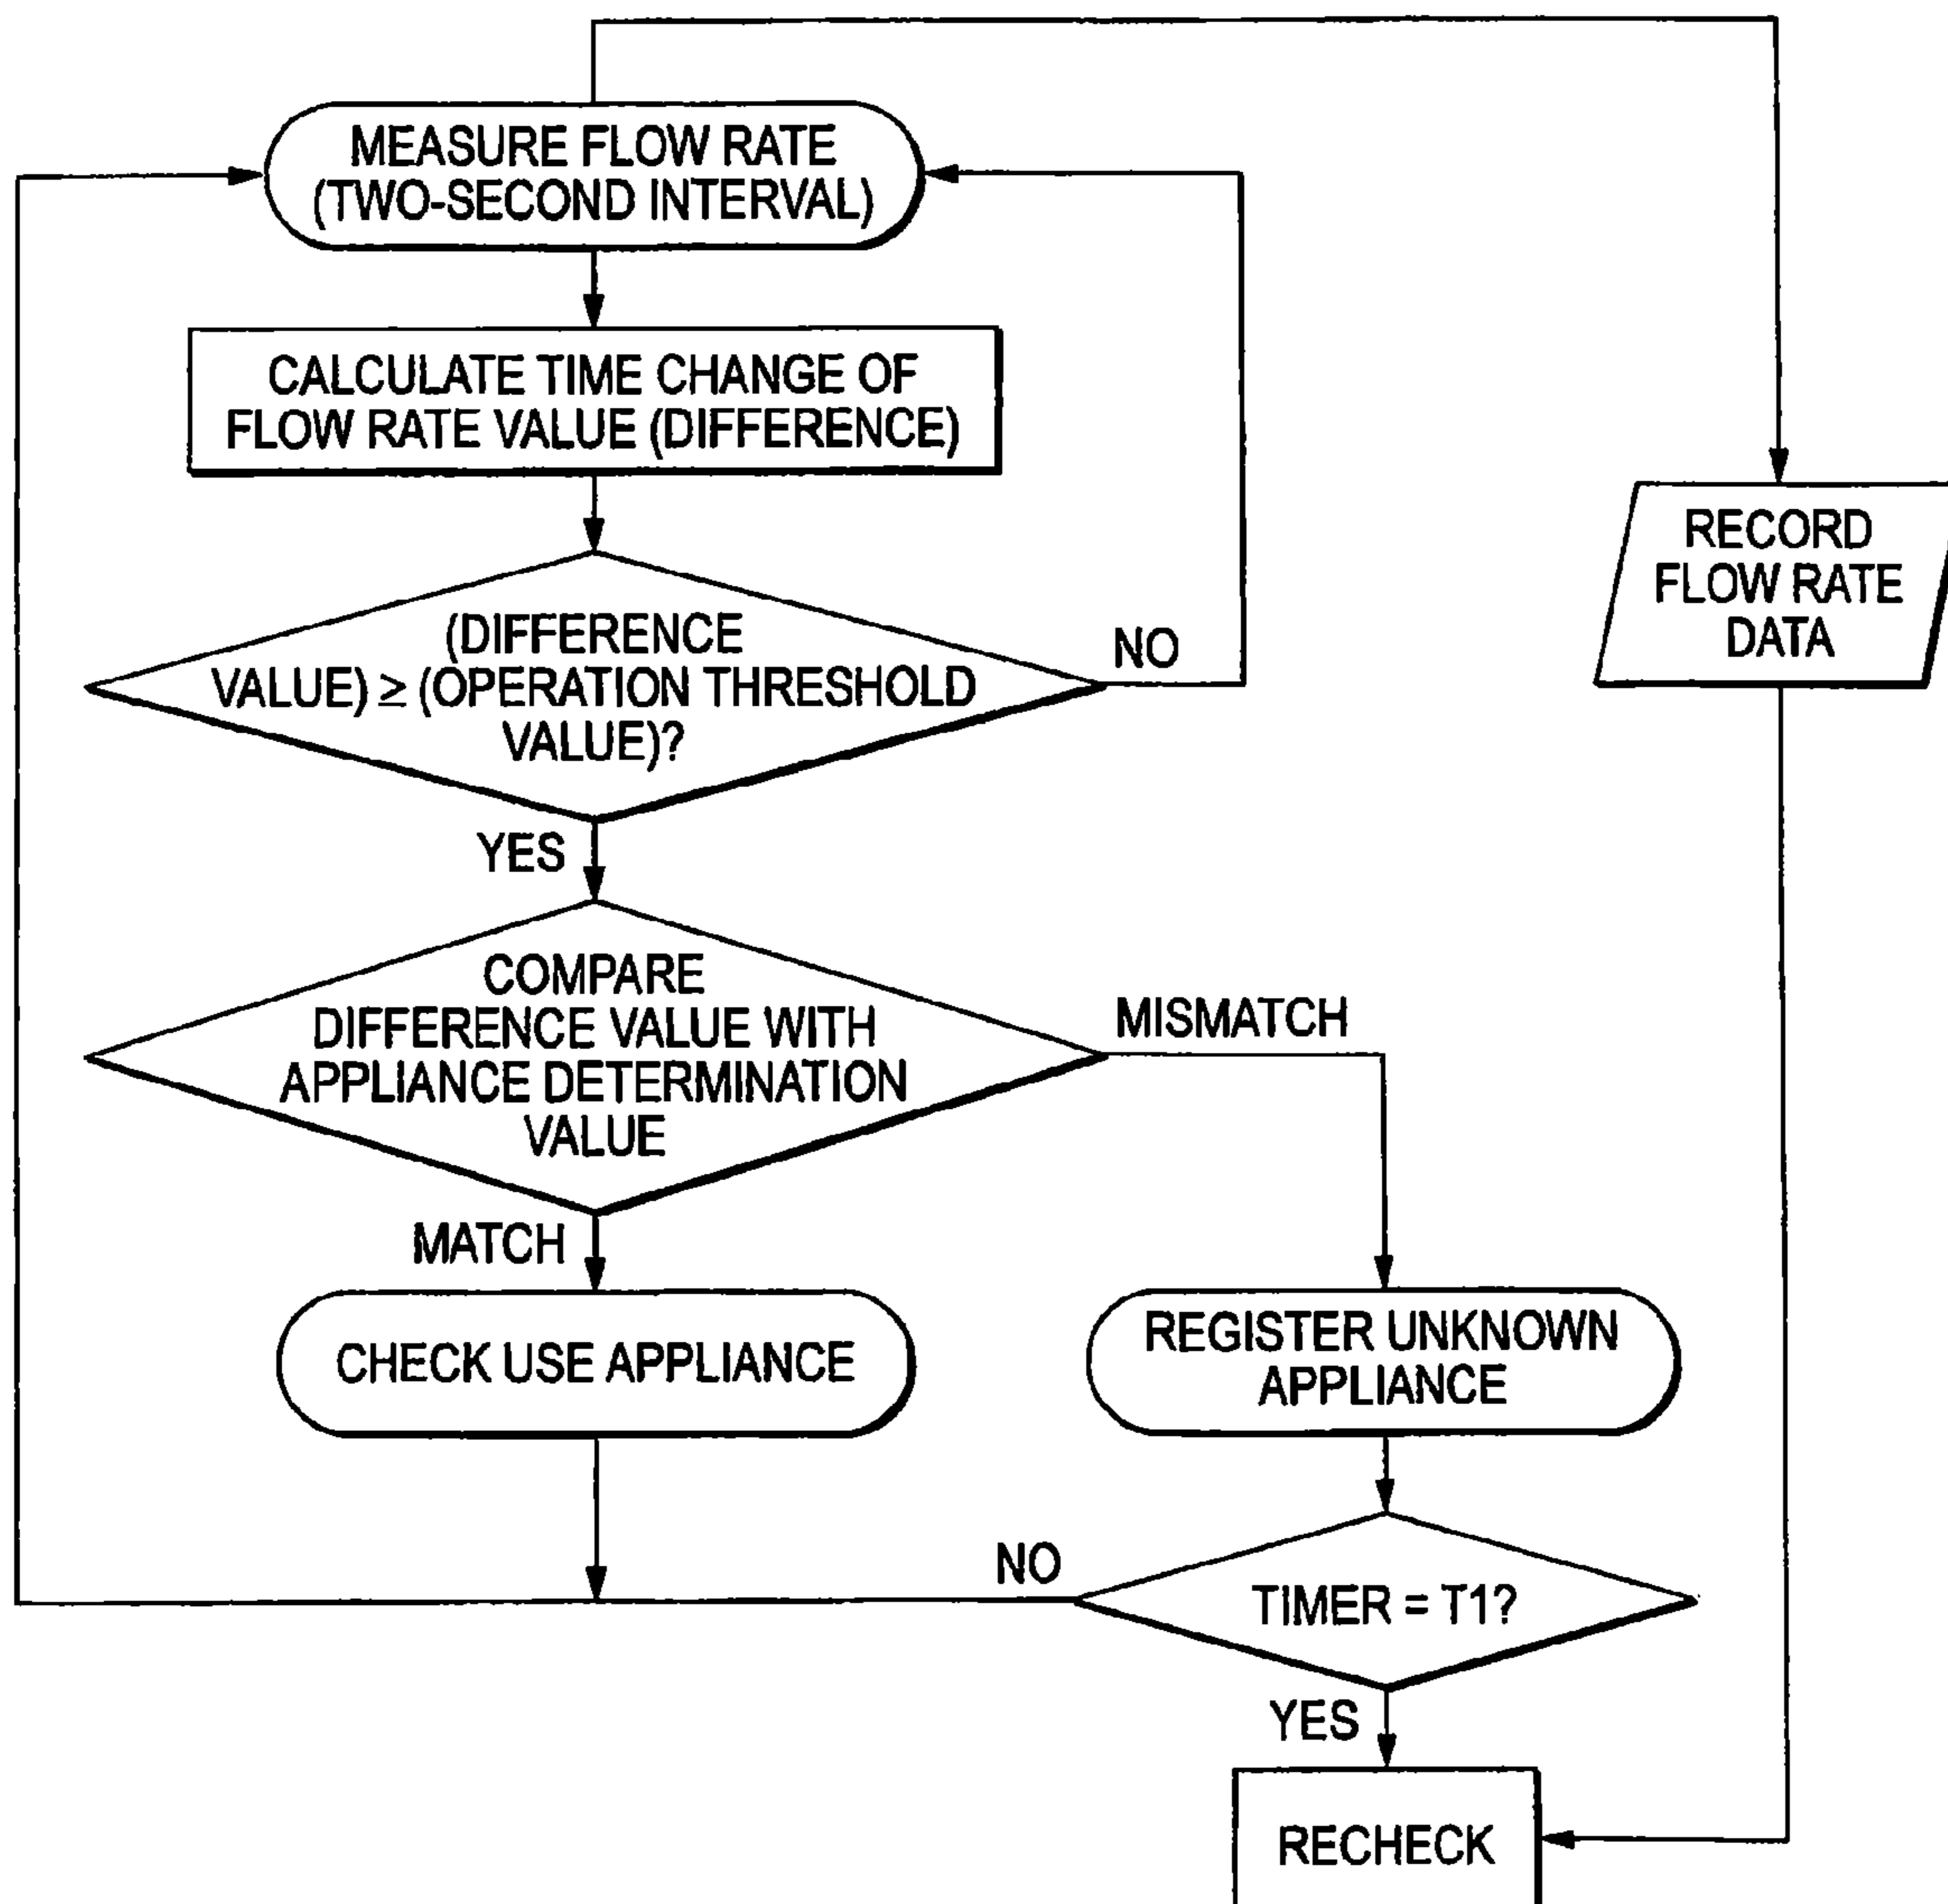 MEASURE FLOW RATE
(TWO-SECOND INTERVAL)
CALCULATE TIME CHANGE OF
FLOW RATE VALUE (DIFFERENCE)
RECORD
FLOW RATE
DATA
(DIFFERENCE
VALUE) ≥ (OPERATION THRESHOLD
VALUE)?
NO
YES
COMPARE
DIFFERENCE VALUE WITH
APPLIANCE DETERMINATION
VALUE
MISMATCH
MATCH
CHECK USE APPLIANCE
REGISTER UNKNOWN
APPLIANCE
NO
TIMER = T1?
YES
RECHECK